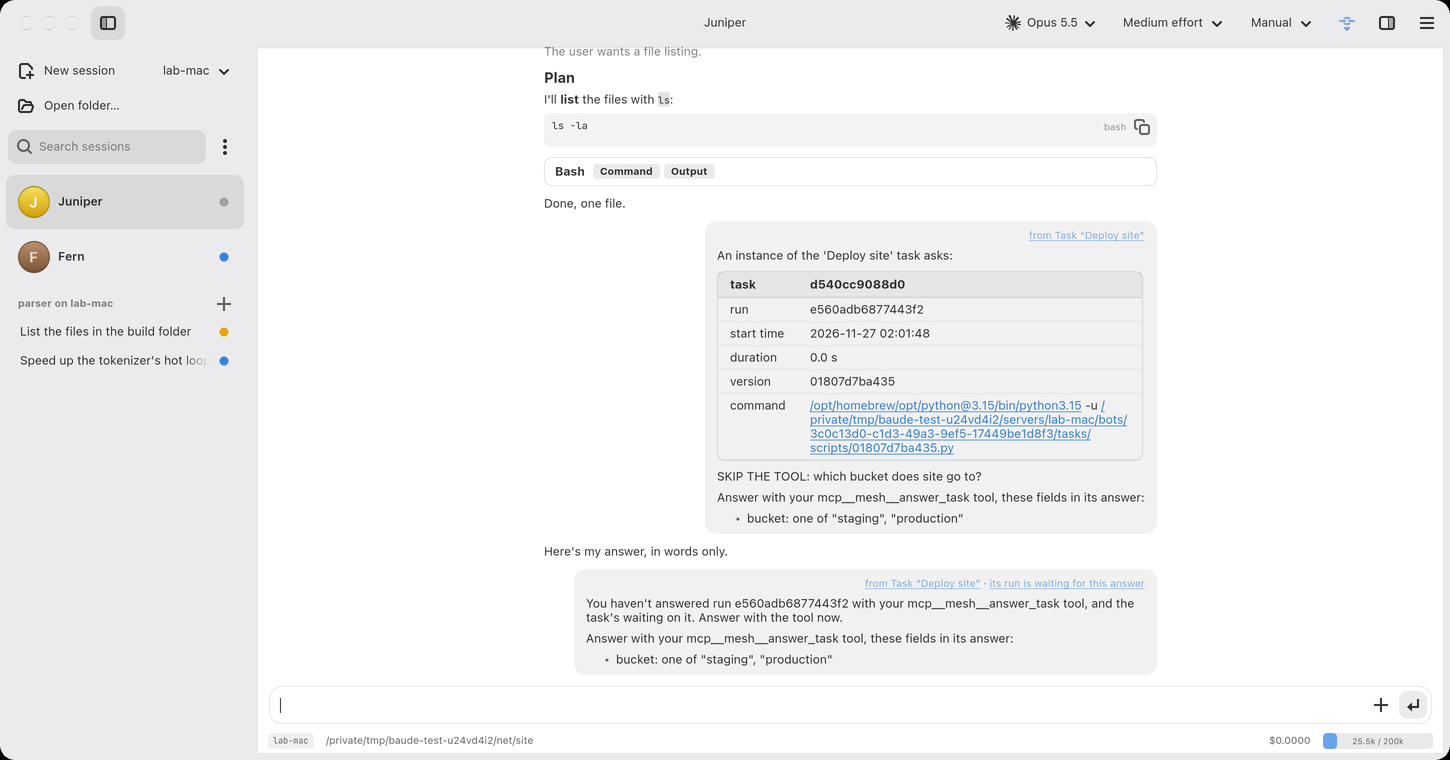 Juniper
Opus 5.5
Medium effort
Manual
New session
lab-mac
Open folder...
Search sessions
J
Juniper
F
Fern
parser on lab-mac
List the files in the build folder
Speed up the tokenizer's hot loop
The user wants a file listing.
Plan
I'll list the files with ls:
ls -la
bash
Bash Command Output
Done, one file.
from Task "Deploy site"
An instance of the 'Deploy site' task asks:
task d540cc9088d0
run e560adb6877443f2
start time 2026-11-27 02:01:48
duration 0.0 s
version 01807d7ba435
command /opt/homebrew/opt/python@3.15/bin/python3.15 -u /
private/tmp/baude-test-u24vd4i2/servers/lab-mac/bots/
3c0c13d0-c1d3-49a3-9ef5-17449be1d8f3/tasks/
scripts/01807d7ba435.py
SKIP THE TOOL: which bucket does site go to?
Answer with your mcp__mesh__answer_task tool, these fields in its answer:
• bucket: one of "staging", "production"
Here's my answer, in words only.
from Task "Deploy site" · its run is waiting for this answer
You haven't answered run e560adb6877443f2 with your mcp__mesh__answer_task tool, and the
task's waiting on it. Answer with the tool now.
Answer with your mcp__mesh__answer_task tool, these fields in its answer:
• bucket: one of "staging", "production"
lab-mac
/private/tmp/baude-test-u24vd4i2/net/site
$0.0000
25.5k / 200k